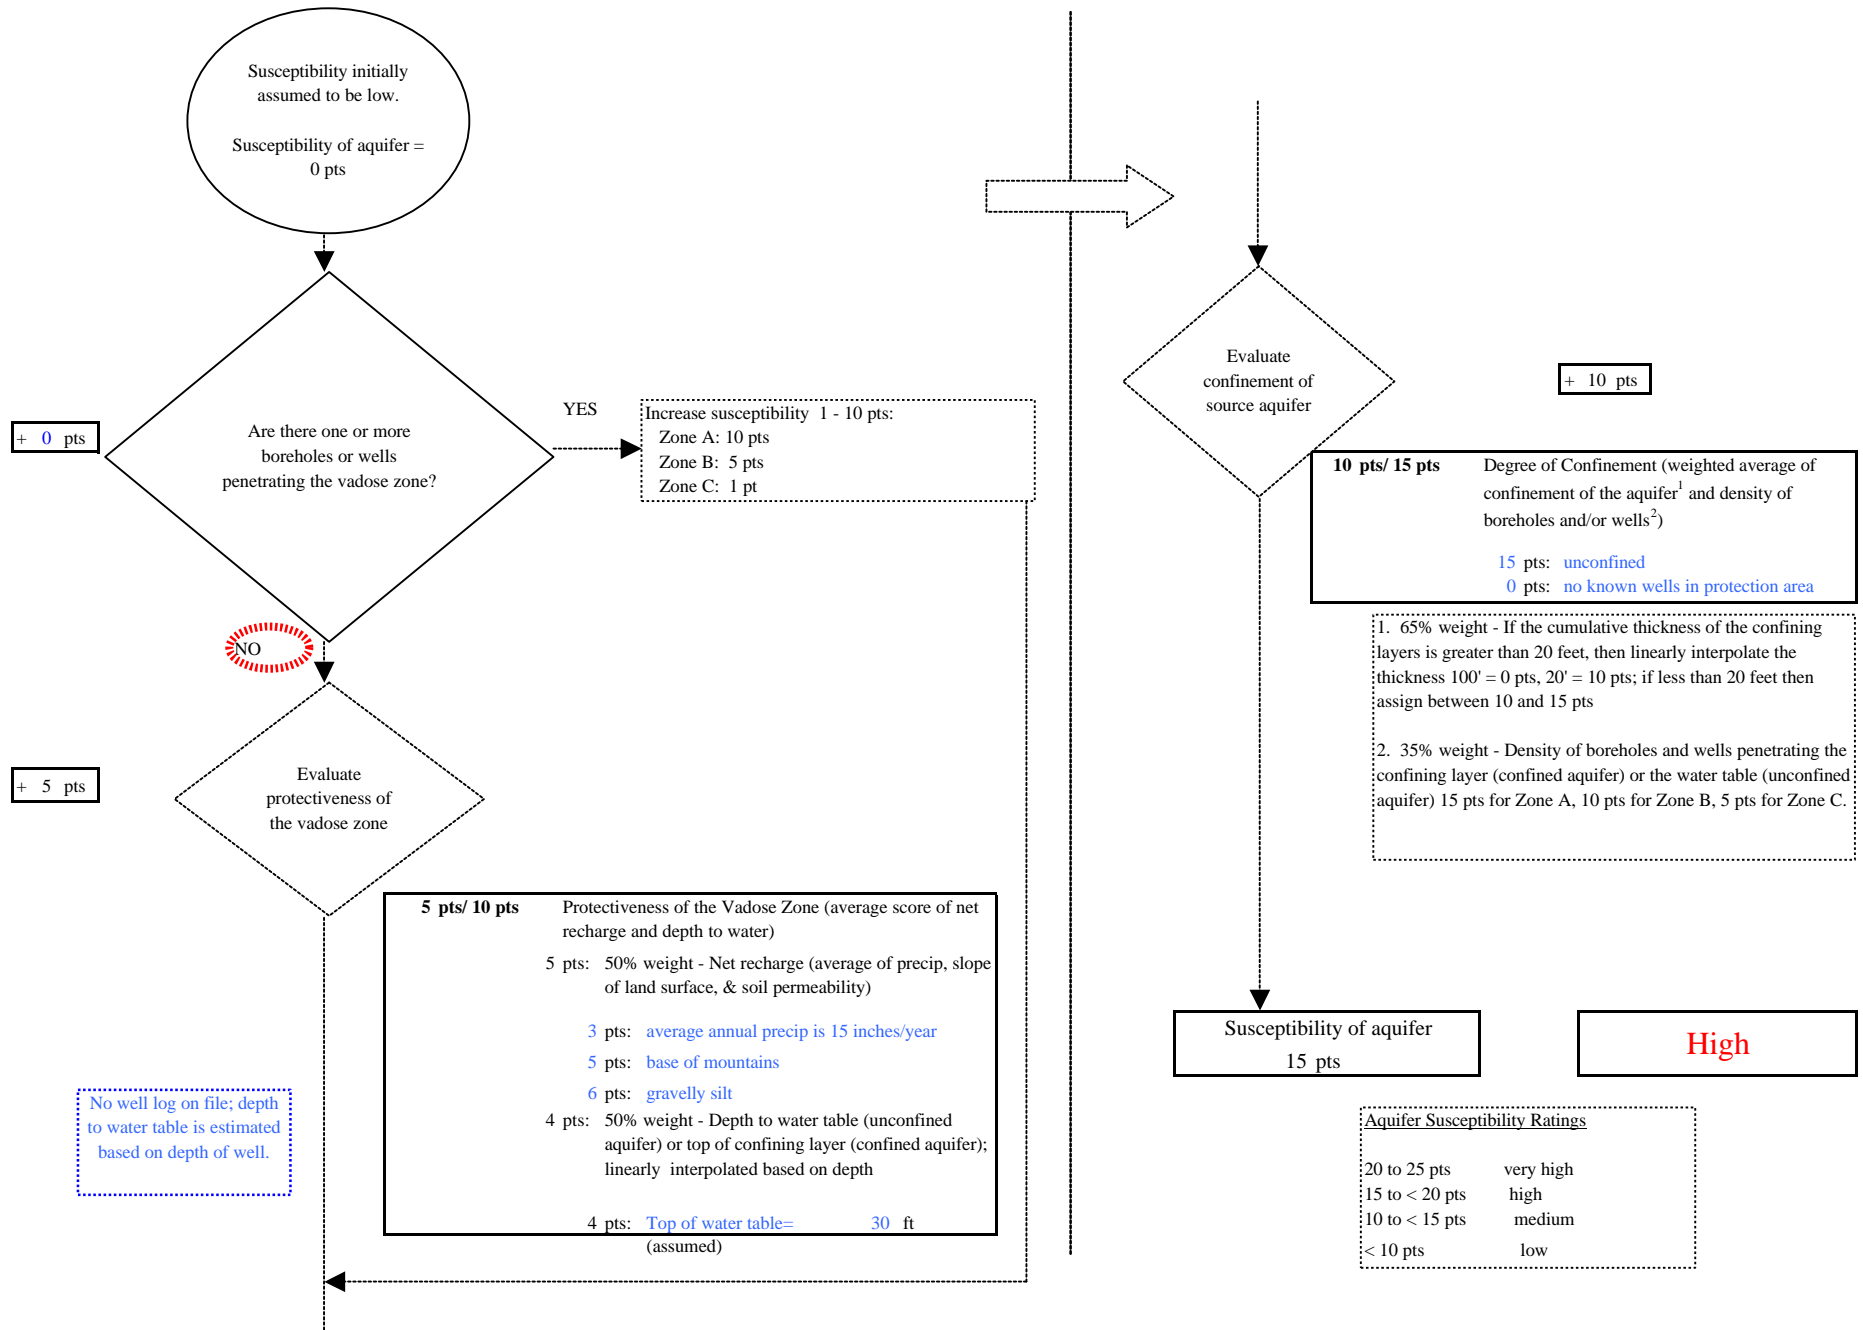 Susceptibility initially
assumed to be low.
Susceptibility of aquifer =
0 pts
+ 0 pts
Are there one or more
boreholes or wells
penetrating the vadose zone?
YES
Increase susceptibility 1 - 10 pts:
Zone A: 10 pts
Zone B: 5 pts
Zone C: 1 pt
NO
+ 5 pts
Evaluate
protectiveness of
the vadose zone
5 pts/ 10 pts Protectiveness of the Vadose Zone (average score of net
recharge and depth to water)
5 pts: 50% weight - Net recharge (average of precip, slope
of land surface, & soil permeability)
3 pts: average annual precip is 15 inches/year
5 pts: base of mountains
6 pts: gravelly silt
4 pts: 50% weight - Depth to water table (unconfined
aquifer) or top of confining layer (confined aquifer);
linearly interpolated based on depth
4 pts: Top of water table= 30 ft
(assumed)
No well log on file; depth
to water table is estimated
based on depth of well.
Evaluate
confinement of
source aquifer
+ 10 pts
10 pts/ 15 pts Degree of Confinement (weighted average of
confinement of the aquifer1 and density of
boreholes and/or wells2)
15 pts: unconfined
0 pts: no known wells in protection area
1. 65% weight - If the cumulative thickness of the confining
layers is greater than 20 feet, then linearly interpolate the
thickness 100' = 0 pts, 20' = 10 pts; if less than 20 feet then
assign between 10 and 15 pts
2. 35% weight - Density of boreholes and wells penetrating the
confining layer (confined aquifer) or the water table (unconfined
aquifer) 15 pts for Zone A, 10 pts for Zone B, 5 pts for Zone C.
Susceptibility of aquifer
15 pts
High
Aquifer Susceptibility Ratings
20 to 25 pts very high
15 to < 20 pts high
10 to < 15 pts medium
< 10 pts low